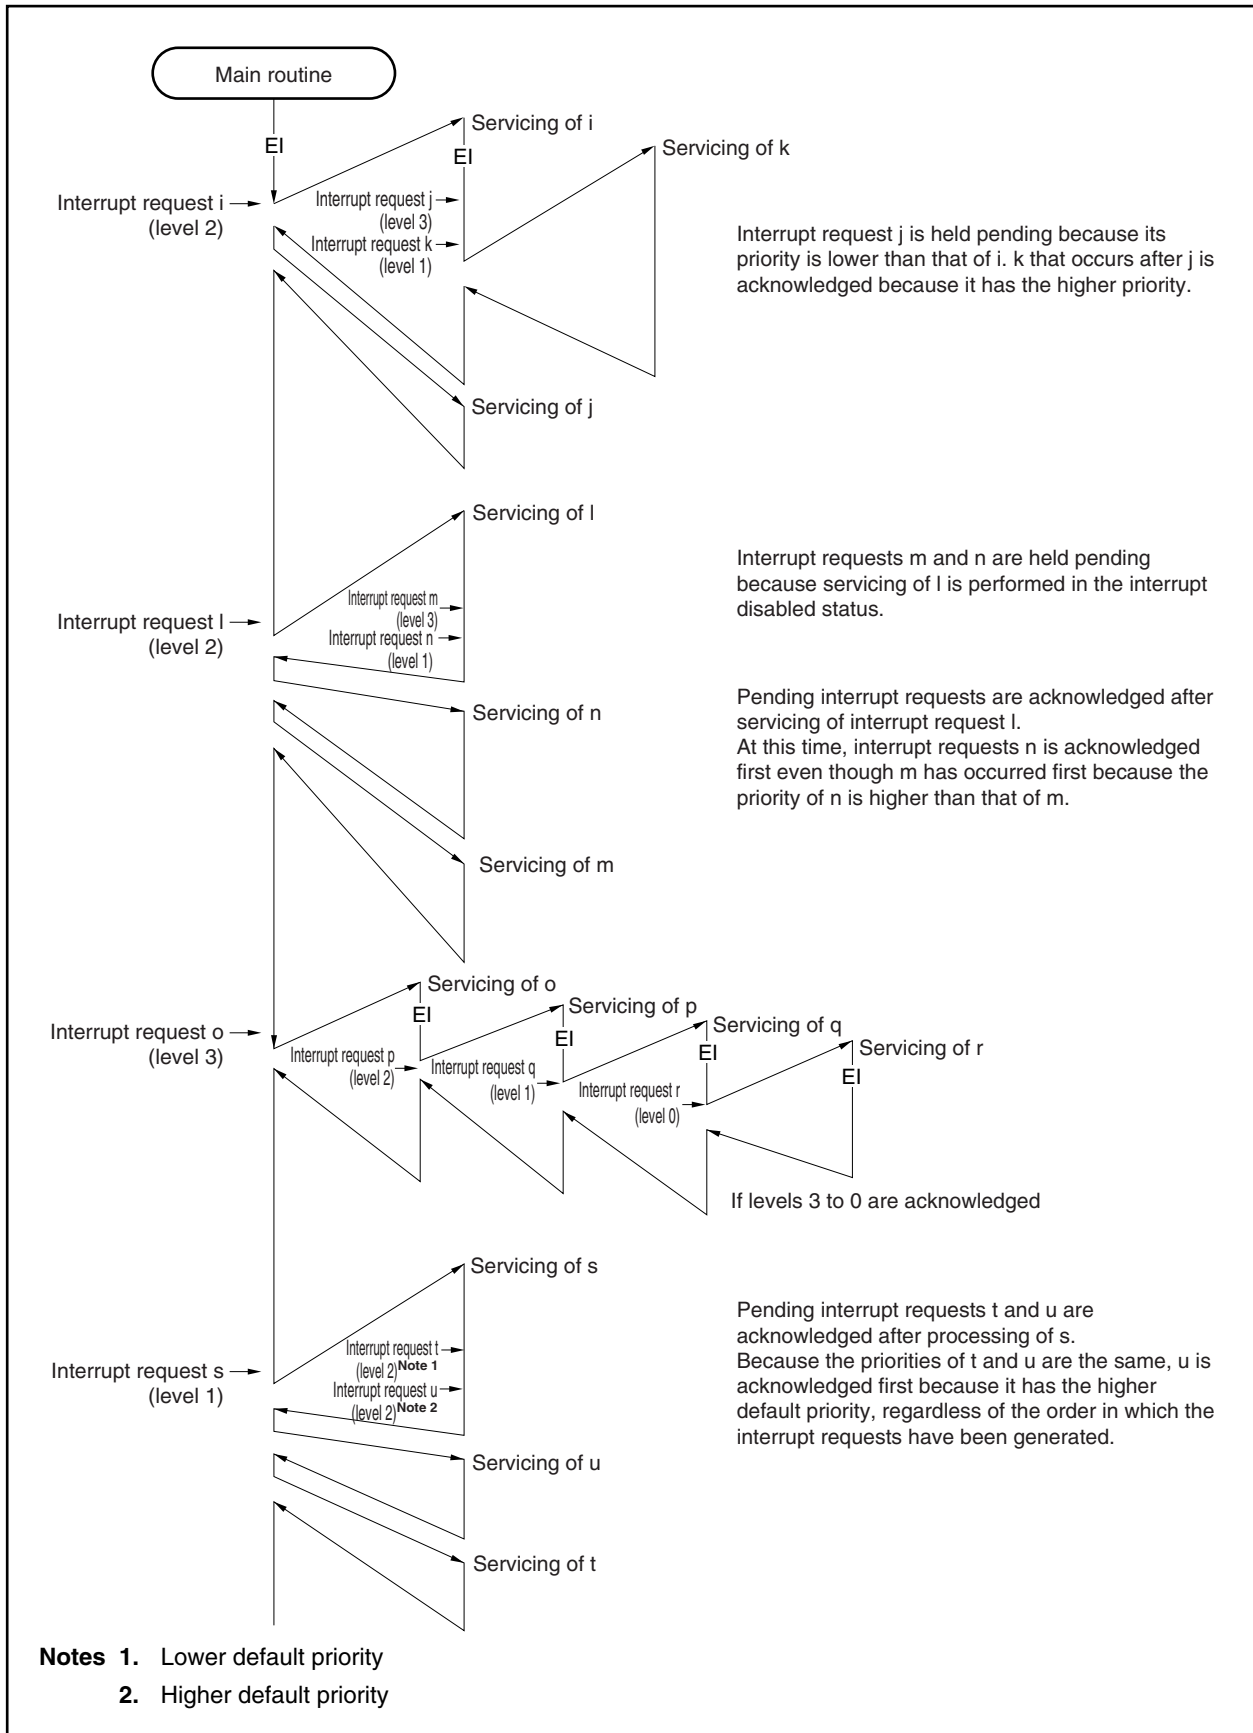 Main routine
EI
Servicing of i
EI
Servicing of k
Interrupt request i
(level 2)
Interrupt request j
(level 3)
Interrupt request k
(level 1)
Interrupt request j is held pending because its
priority is lower than that of i. k that occurs after j is
acknowledged because it has the higher priority.
Servicing of j
Servicing of l
Interrupt request l
(level 2)
Interrupt request m
(level 3)
Interrupt request n
(level 1)
Interrupt requests m and n are held pending
because servicing of l is performed in the interrupt
disabled status.
Servicing of n
Pending interrupt requests are acknowledged after
servicing of interrupt request l.
At this time, interrupt requests n is acknowledged
first even though m has occurred first because the
priority of n is higher than that of m.
Servicing of m
Servicing of o
EI
Servicing of p
EI
Servicing of q
EI
Servicing of r
EI
Interrupt request o
(level 3)
Interrupt request p
(level 2)
Interrupt request q
(level 1)
Interrupt request r
(level 0)
If levels 3 to 0 are acknowledged
Servicing of s
Interrupt request s
(level 1)
Interrupt request t
(level 2)Note 1
Interrupt request u
(level 2)Note 2
Pending interrupt requests t and u are
acknowledged after processing of s.
Because the priorities of t and u are the same, u is
acknowledged first because it has the higher
default priority, regardless of the order in which the
interrupt requests have been generated.
Servicing of u
Servicing of t
Notes 1. Lower default priority
2. Higher default priority